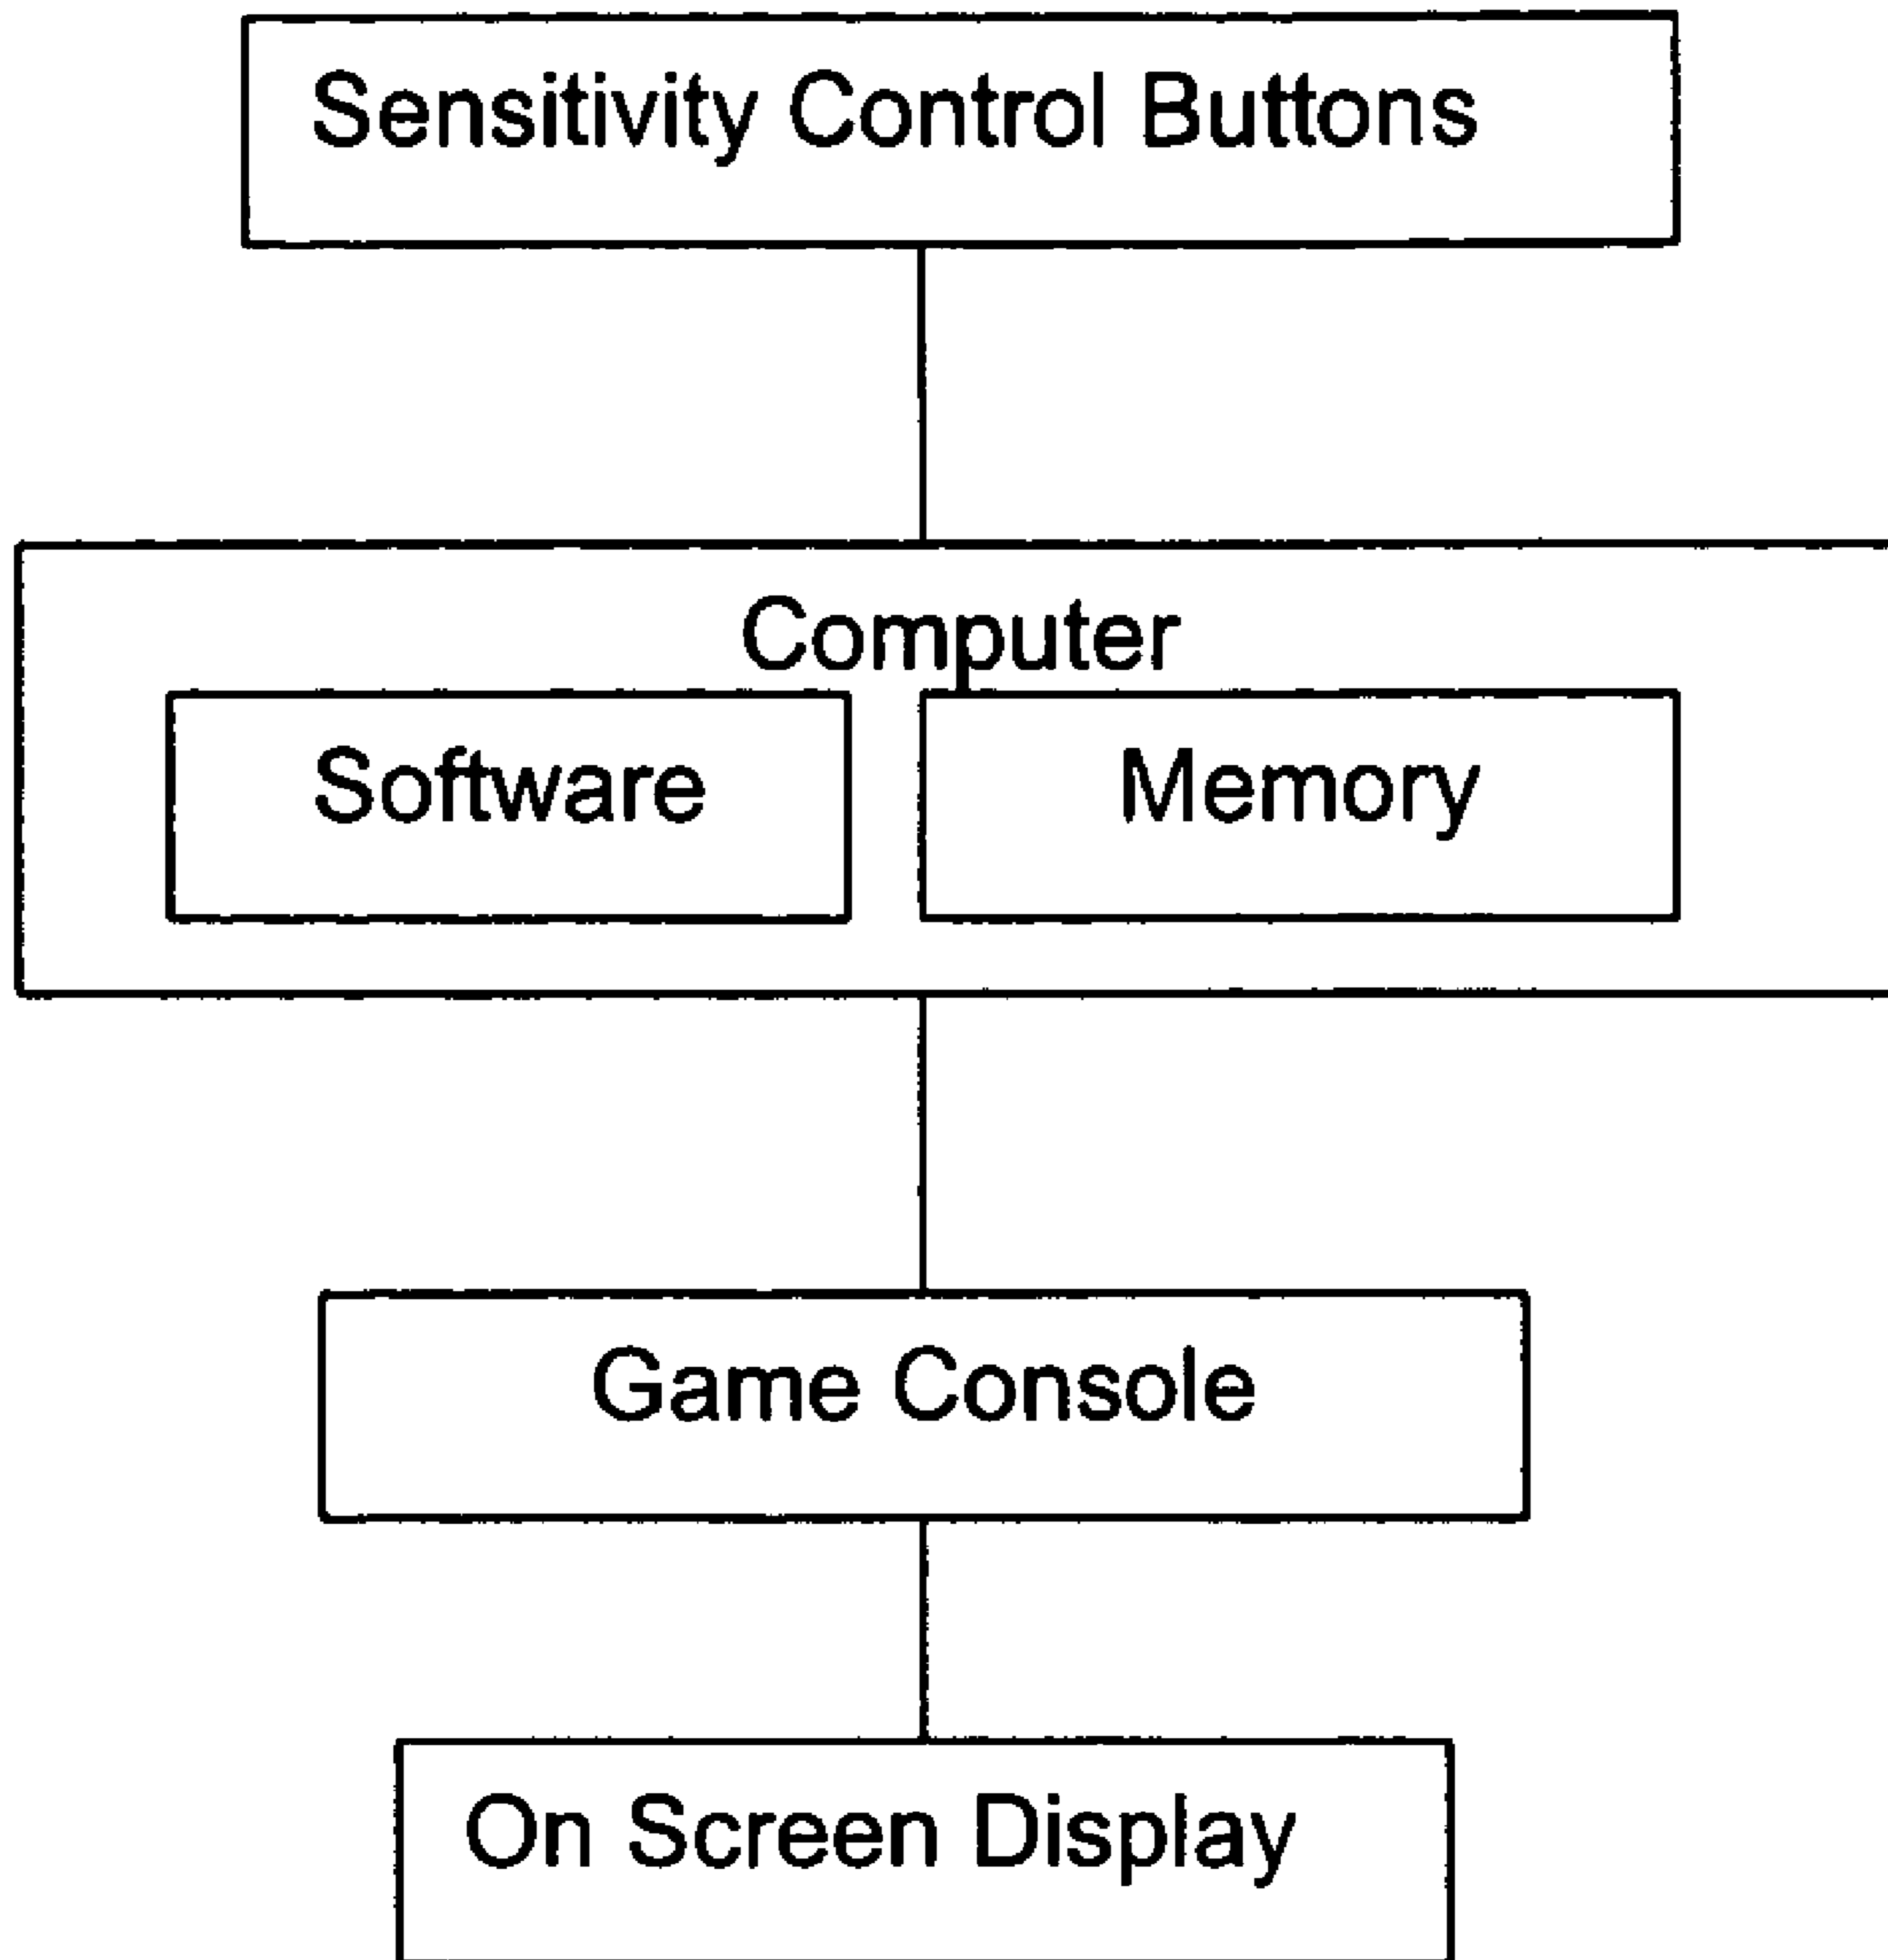 Sensitivity Control Buttons
Computer
Software
Memory
Game Console
On Screen Display